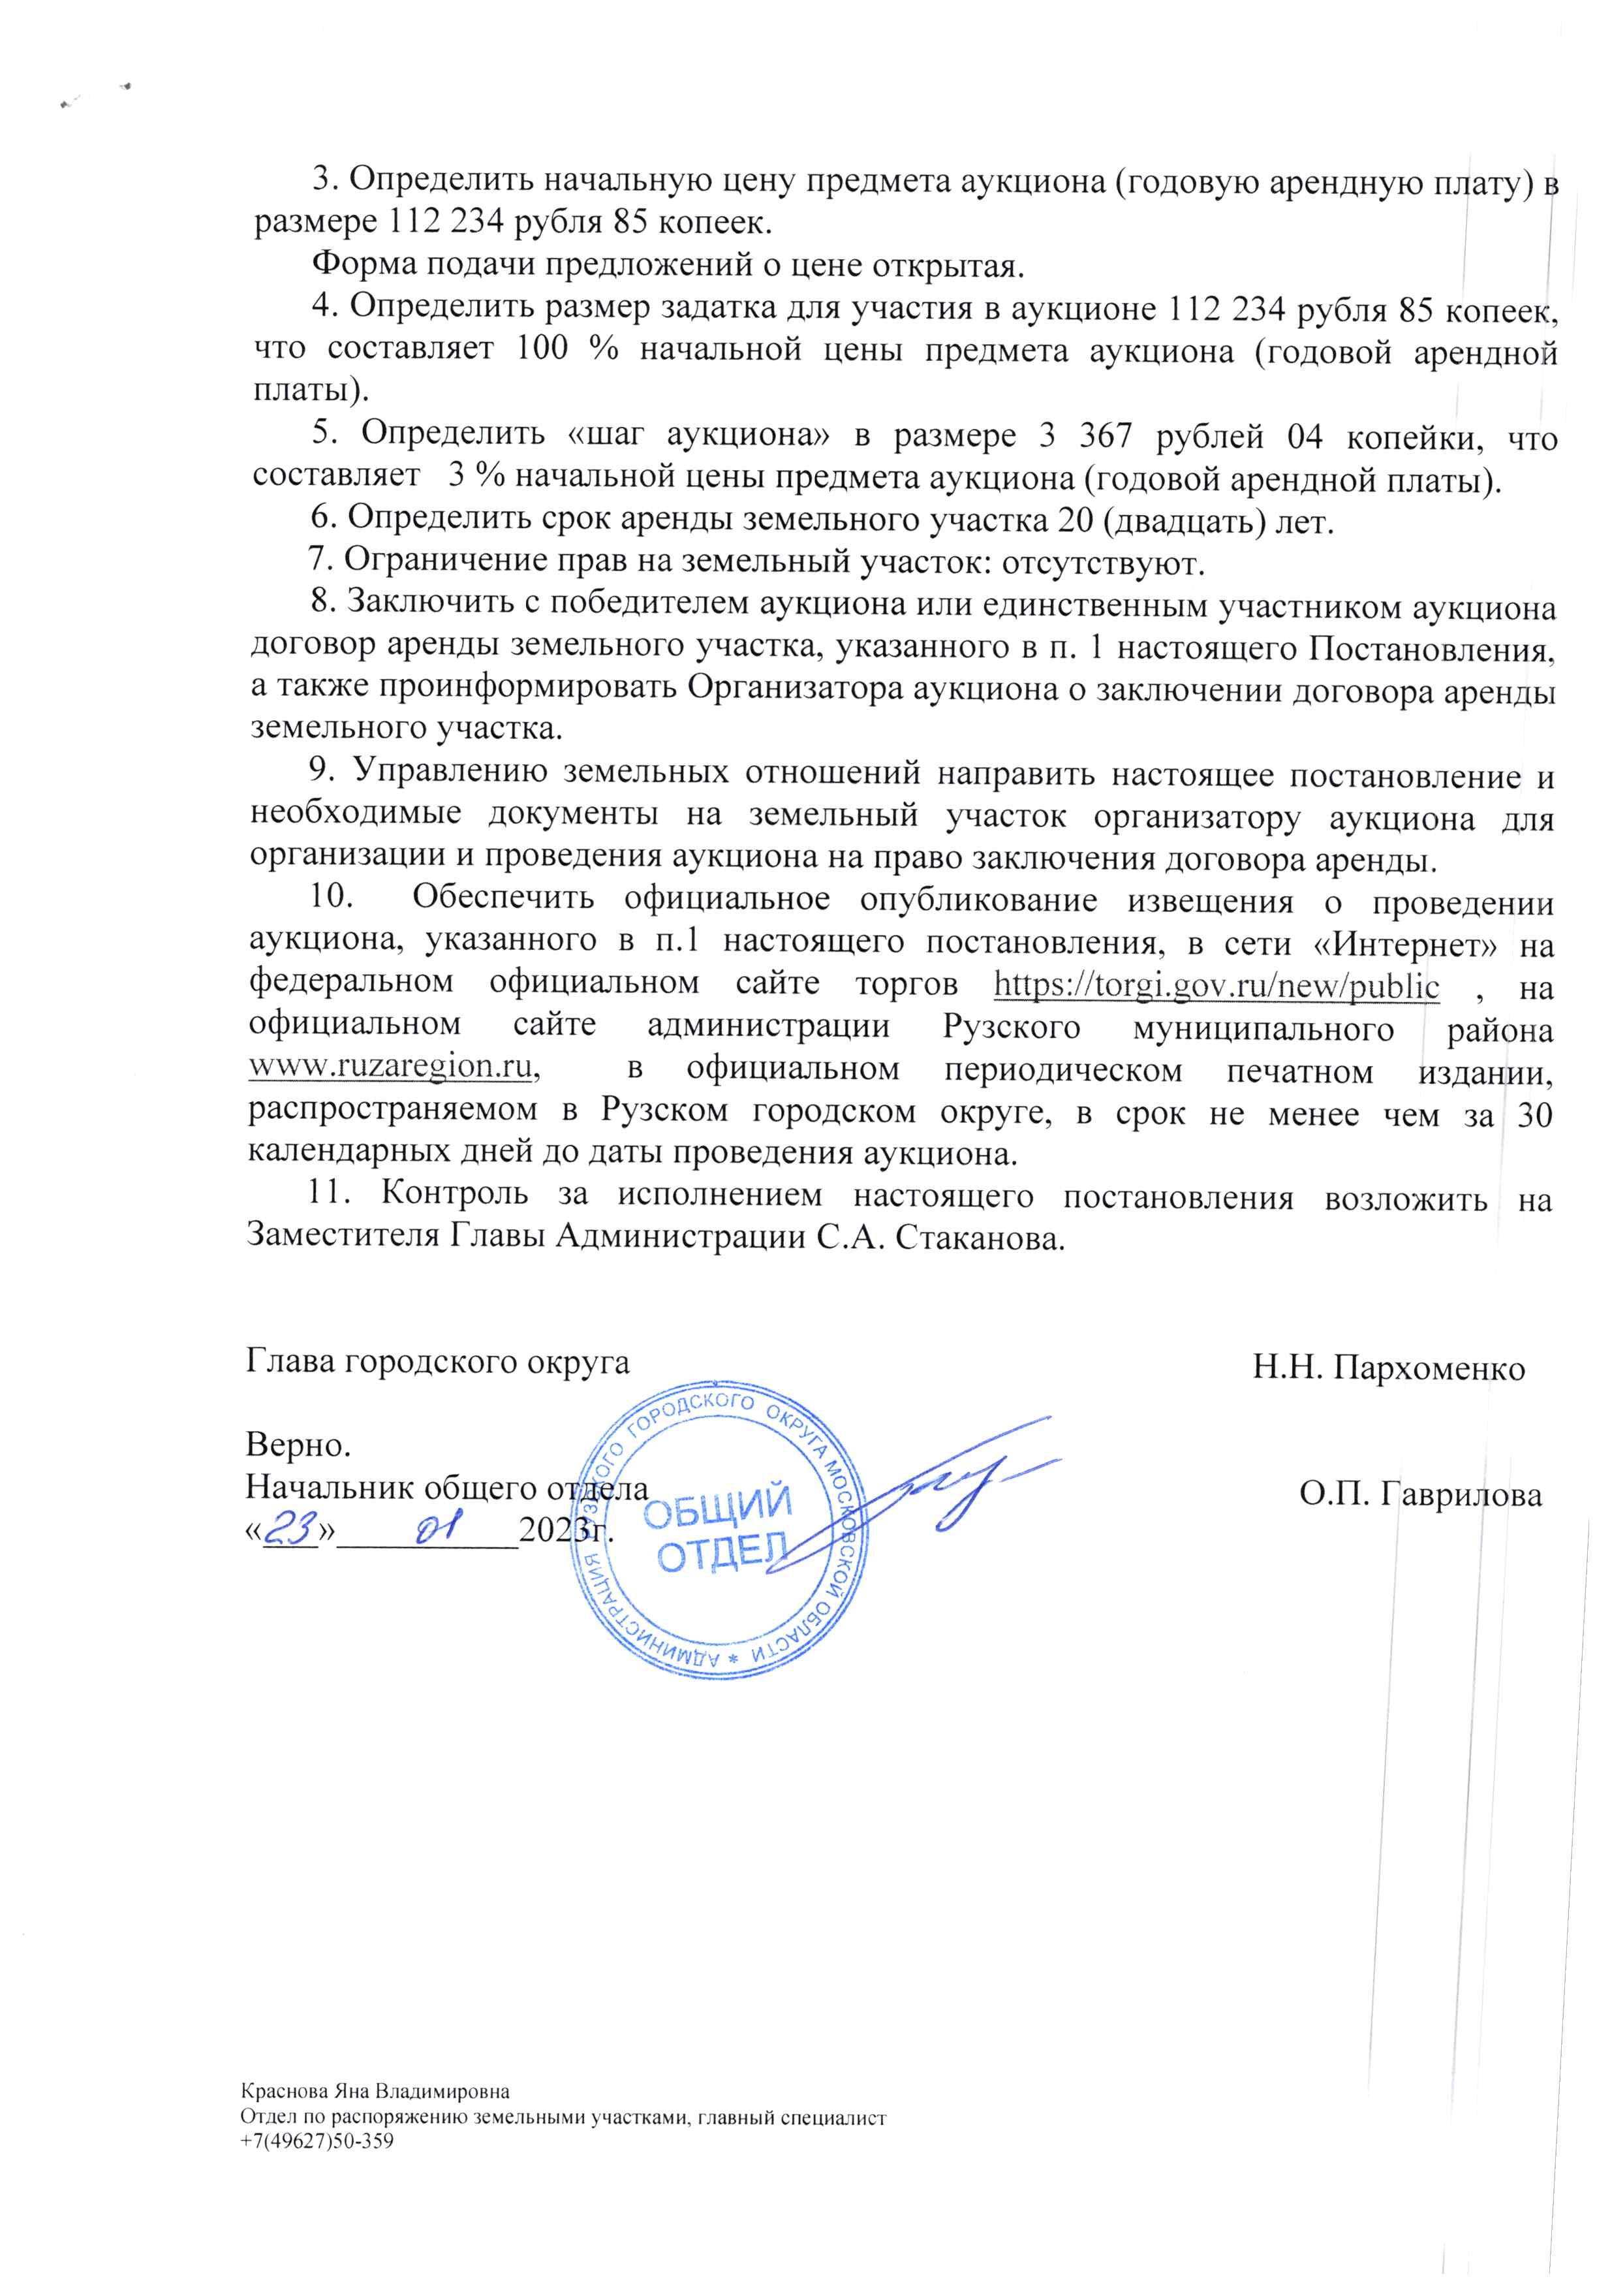 3. Определить начальную цену предмета аукциона (годовую арендную плату) в
размере 112 234 рубля 85 копеек.
Форма подачи предложений о цене открытая.
4. Определить размер задатка для участия в аукционе 112 234 рубля 85 копеек,
что составляет 100 % начальной цены предмета аукциона (годовой арендной
платы).
5. Определить «шаг аукциона» в размере 3 367 рублей 04 копейки, что
составляет 3 % начальной цены предмета аукциона (годовой арендной платы).
6. Определить срок аренды земельного участка 20 (двадцать) лет.
7. Ограничение прав на земельный участок: отсутствуют.
8. Заключить с победителем аукциона или единственным участником аукциона
договор аренды земельного участка, указанного в п. 1 настоящего Постановления,
а также проинформировать Организатора аукциона о заключении договора аренды
земельного участка.
9. Управлению земельных отношений направить настоящее постановление и
необходимые документы на земельный участок организатору аукциона для
организации и проведения аукциона на право заключения договора аренды.
10. Обеспечить официальное опубликование извещения о проведении
аукциона, указанного в п.1 настоящего постановления, в сети «Интернет» на
федеральном официальном сайте торгов https://torgi.gov.ru/new/public , на
официальном сайте администрации Рузского муниципального района
www.ruzaregion.ru, в официальном периодическом печатном издании,
распространяемом в Рузском городском округе, в срок не менее чем за 30
календарных дней до даты проведения аукциона.
11. Контроль за исполнением настоящего постановления возложить на
Заместителя Главы Администрации С.А. Стаканова.
Глава городского округа Н.Н. Пархоменко
Верно.
Начальник общего отдела О.П. Гаврилова
«23» 01 2023г.
АДМИНИСТРАЦИЯ РУЗСКОГО ГОРОДСКОГО ОКРУГА МОСКОВСКОЙ ОБЛАСТИ *
ОБЩИЙ
ОТДЕЛ
Краснова Яна Владимировна
Отдел по распоряжению земельными участками, главный специалист
+7(49627)50-359